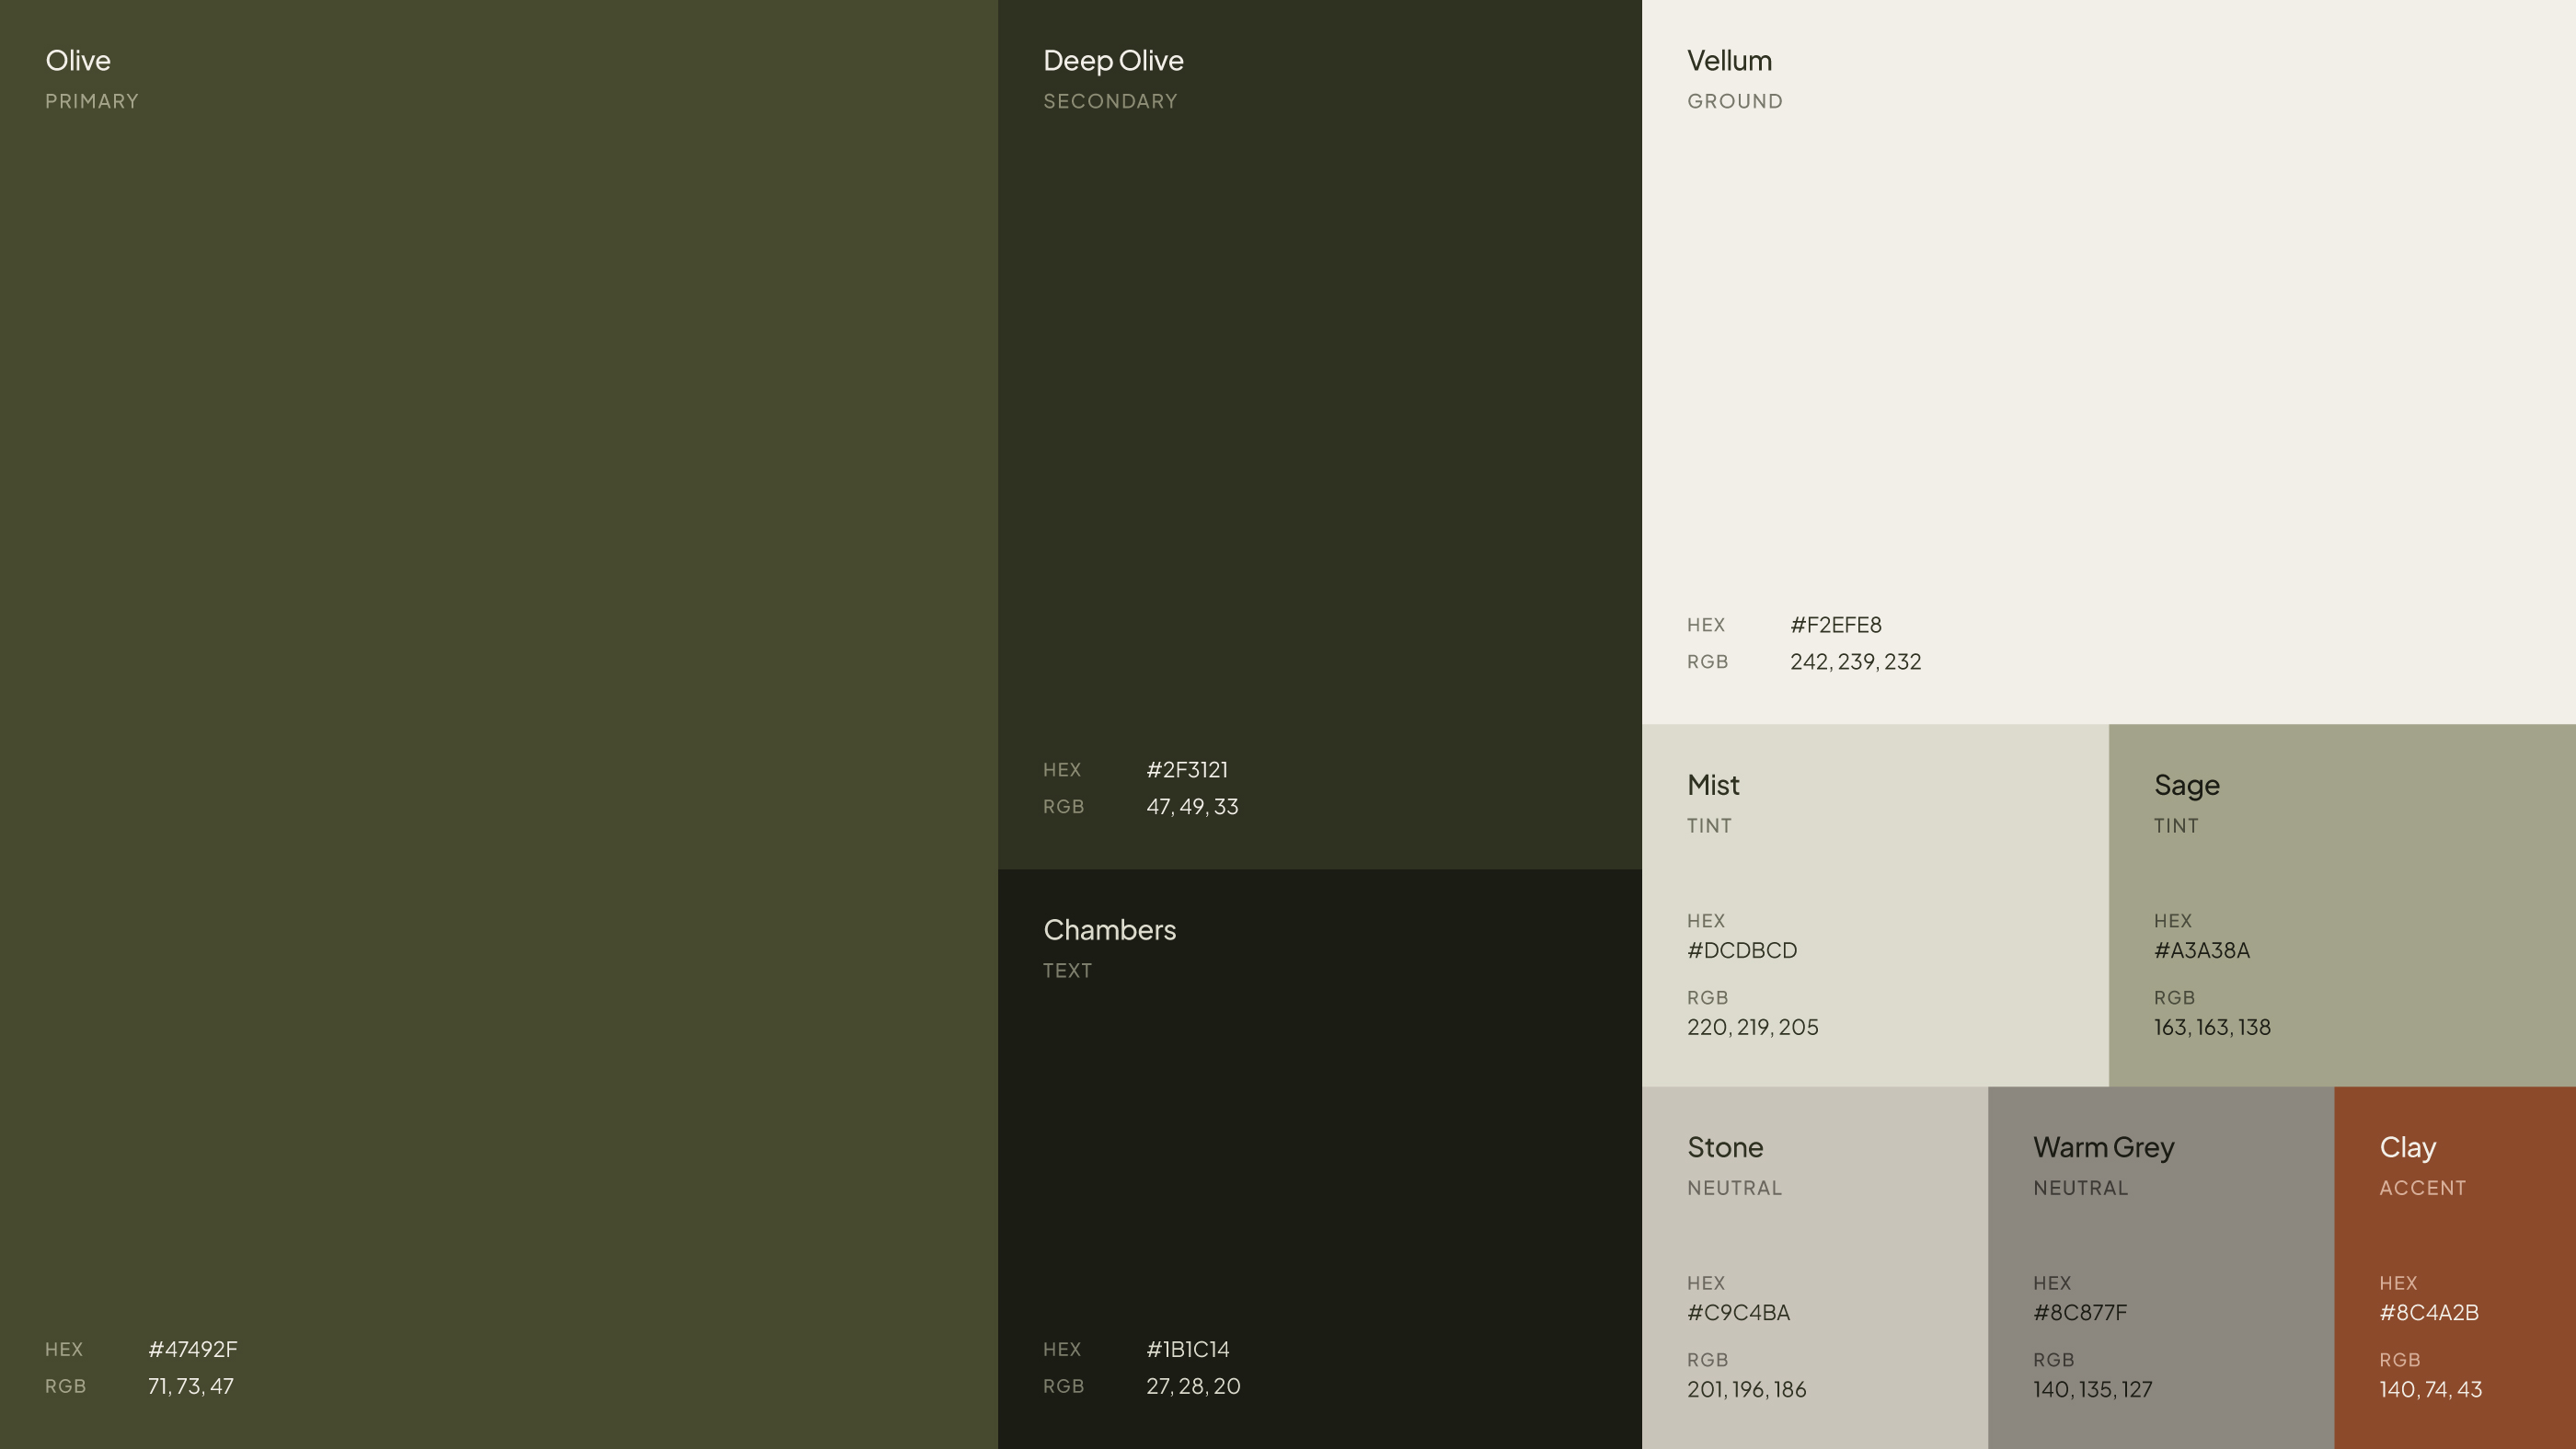 Olive
PRIMARY
HEX #47492F
RGB 71, 73, 47
Deep Olive
SECONDARY
HEX #2F3121
RGB 47, 49, 33
Chambers
TEXT
HEX #1B1C14
RGB 27, 28, 20
Vellum
GROUND
HEX #F2EFE8
RGB 242, 239, 232
Mist
TINT
HEX
#DCDBCD
RGB
220, 219, 205
Sage
TINT
HEX
#A3A38A
RGB
163, 163, 138
Stone
NEUTRAL
HEX
#C9C4BA
RGB
201, 196, 186
Warm Grey
NEUTRAL
HEX
#8C877F
RGB
140, 135, 127
Clay
ACCENT
HEX
#8C4A2B
RGB
140, 74, 43